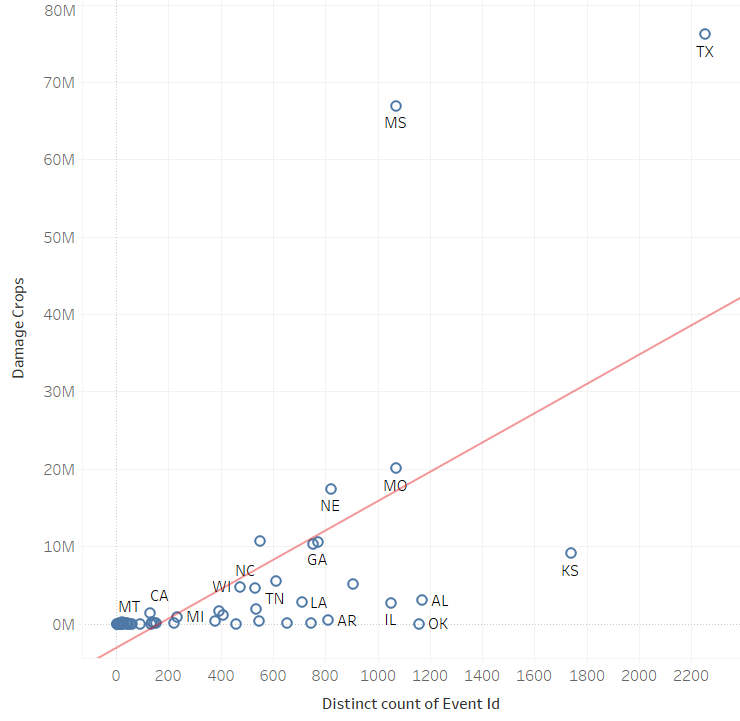 80M
TX
70M
MS
60M
50M
40M
30M
20M
MO
NE
10M
GA
KS
NC
WI
CA
TN
MT
LA
AL
MI
AR
IL
OK
0M
Damage Crops
0 200 400 600 800 1000 1200 1400 1600 1800 2000 2200
Distinct count of Event Id